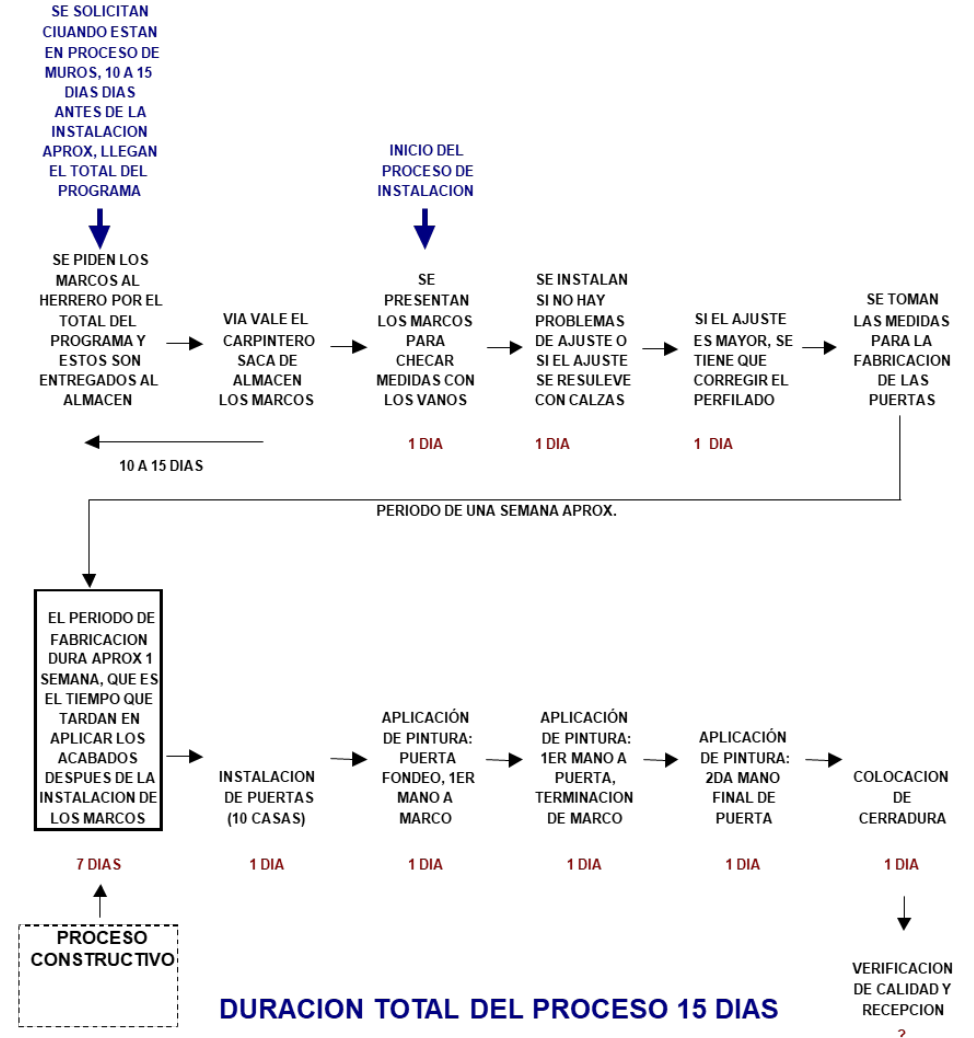 SE SOLICITAN
CIUANDO ESTAN
EN PROCESO DE
MUROS, 10 A 15
DIAS DIAS
ANTES DE LA
INSTALACION
APROX, LLEGAN
EL TOTAL DEL
PROGRAMA
INICIO DEL
PROCESO DE
INSTALACION
SE PIDEN LOS
MARCOS AL
HERRERO POR EL
TOTAL DEL
PROGRAMA Y
ESTOS SON
ENTREGADOS AL
ALMACEN
VIA VALE EL
CARPINTERO
SACA DE
ALMACEN
LOS MARCOS
SE
PRESENTAN
LOS MARCOS
PARA
CHECAR
MEDIDAS CON
LOS VANOS
SE INSTALAN
SI NO HAY
PROBLEMAS
DE AJUSTE O
SI EL AJUSTE
SE RESULEVE
CON CALZAS
SI EL AJUSTE
ES MAYOR, SE
TIENE QUE
CORREGIR EL
PERFILADO
SE TOMAN
LAS MEDIDAS
PARA LA
FABRICACION
DE LAS
PUERTAS
1 DIA
1 DIA
1 DIA
10 A 15 DIAS
PERIODO DE UNA SEMANA APROX.
EL PERIODO DE
FABRICACION
DURA APROX 1
SEMANA, QUE ES
EL TIEMPO QUE
TARDAN EN
APLICAR LOS
ACABADOS
DESPUES DE LA
INSTALACION DE
LOS MARCOS
INSTALACION
DE PUERTAS
(10 CASAS)
APLICACIÓN
DE PINTURA:
PUERTA
FONDEO, 1ER
MANO A
MARCO
APLICACIÓN
DE PINTURA:
1ER MANO A
PUERTA,
TERMINACION
DE MARCO
APLICACIÓN
DE PINTURA:
2DA MANO
FINAL DE
PUERTA
COLOCACION
DE
CERRADURA
7 DIAS
1 DIA
1 DIA
1 DIA
1 DIA
1 DIA
PROCESO
CONSTRUCTIVO
VERIFICACION
DE CALIDAD Y
RECEPCION
?
DURACION TOTAL DEL PROCESO 15 DIAS